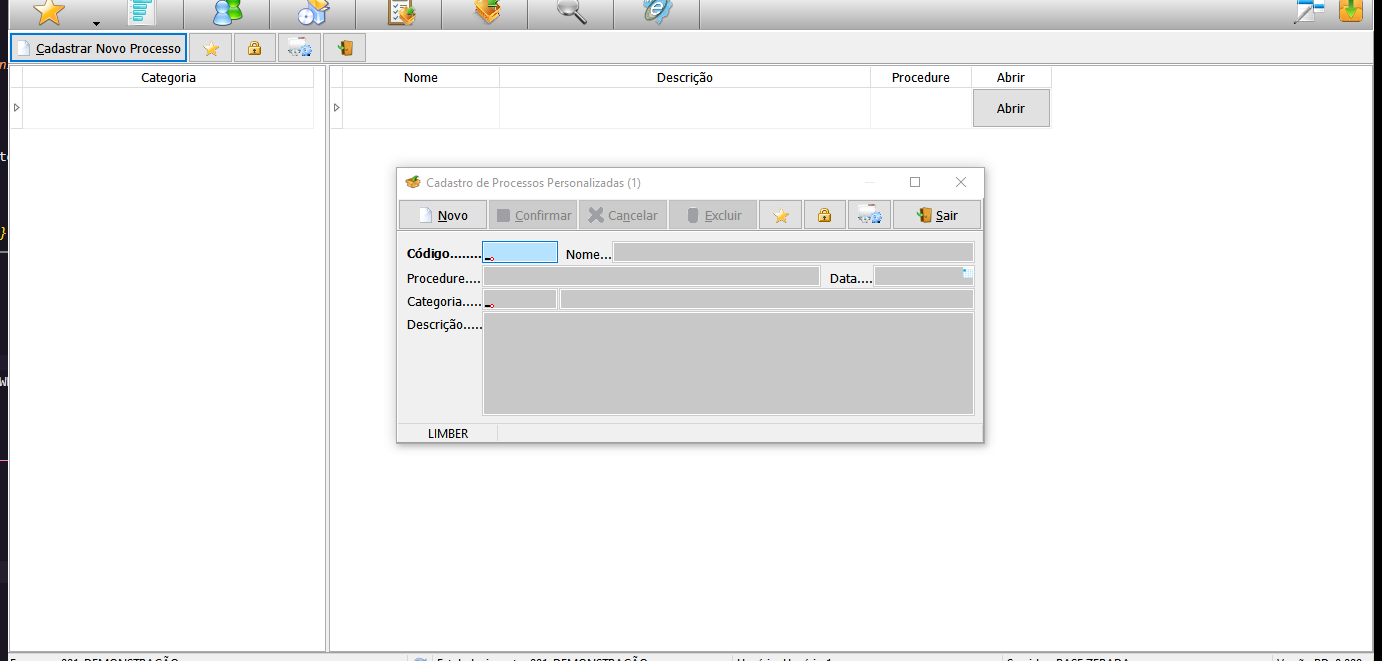 Cadastrar Novo Processo
Categoria
Nome Descrição Procedure Abrir
Abrir
Cadastro de Processos Personalizadas (1)
Novo Confirmar Cancelar Excluir Sair
Código........ Nome...
Procedure.... Data....
Categoria.....
Descrição.....
LIMBER